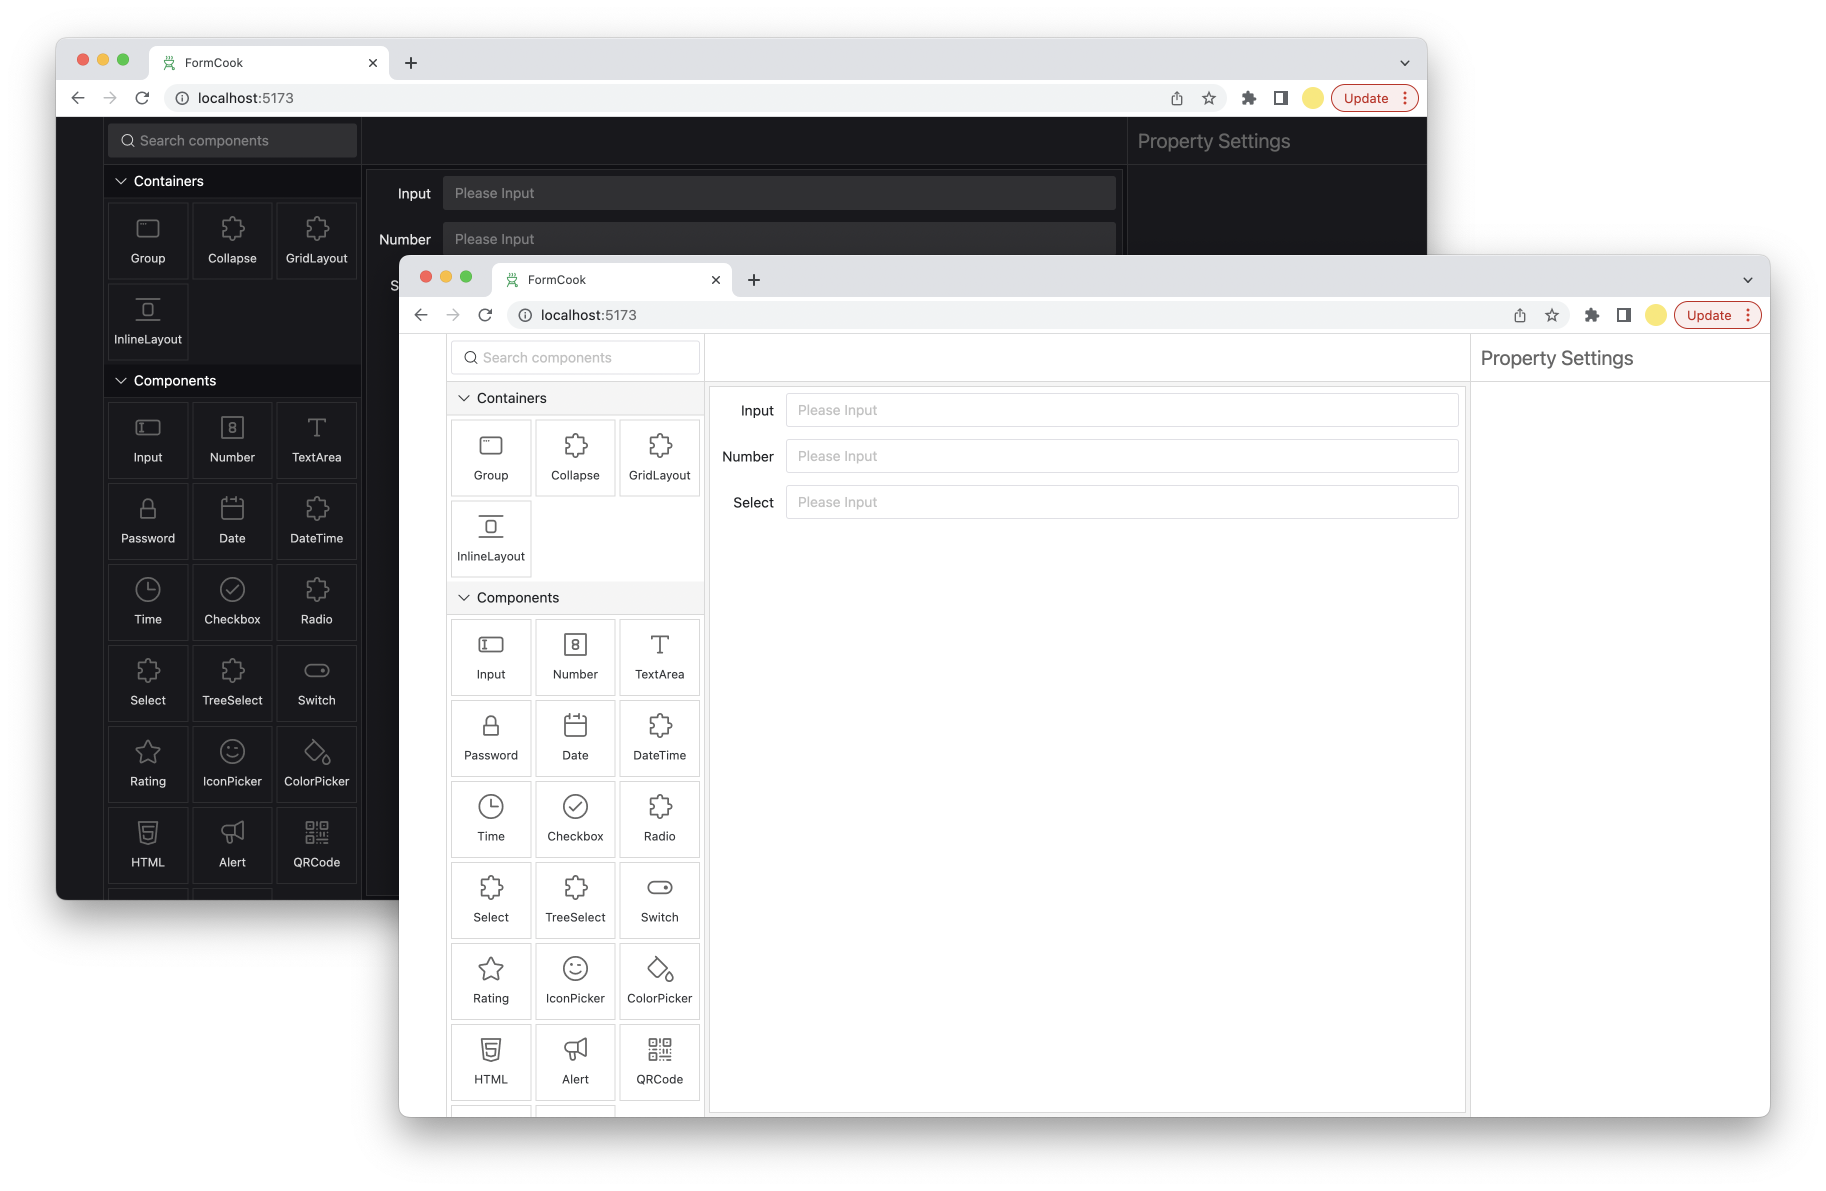 FormCook
localhost:5173
Update
Search components
Property Settings
Containers
Input Please Input
Number Please Input
S
Group Collapse GridLayout
InlineLayout
Components
Input Number TextArea
Password Date DateTime
Time Checkbox Radio
Select TreeSelect Switch
Rating IconPicker ColorPicker
HTML Alert QRCode
FormCook
localhost:5173
Update
Search components
Property Settings
Containers
Input Please Input
Number Please Input
Select Please Input
Group Collapse GridLayout
InlineLayout
Components
Input Number TextArea
Password Date DateTime
Time Checkbox Radio
Select TreeSelect Switch
Rating IconPicker ColorPicker
HTML Alert QRCode